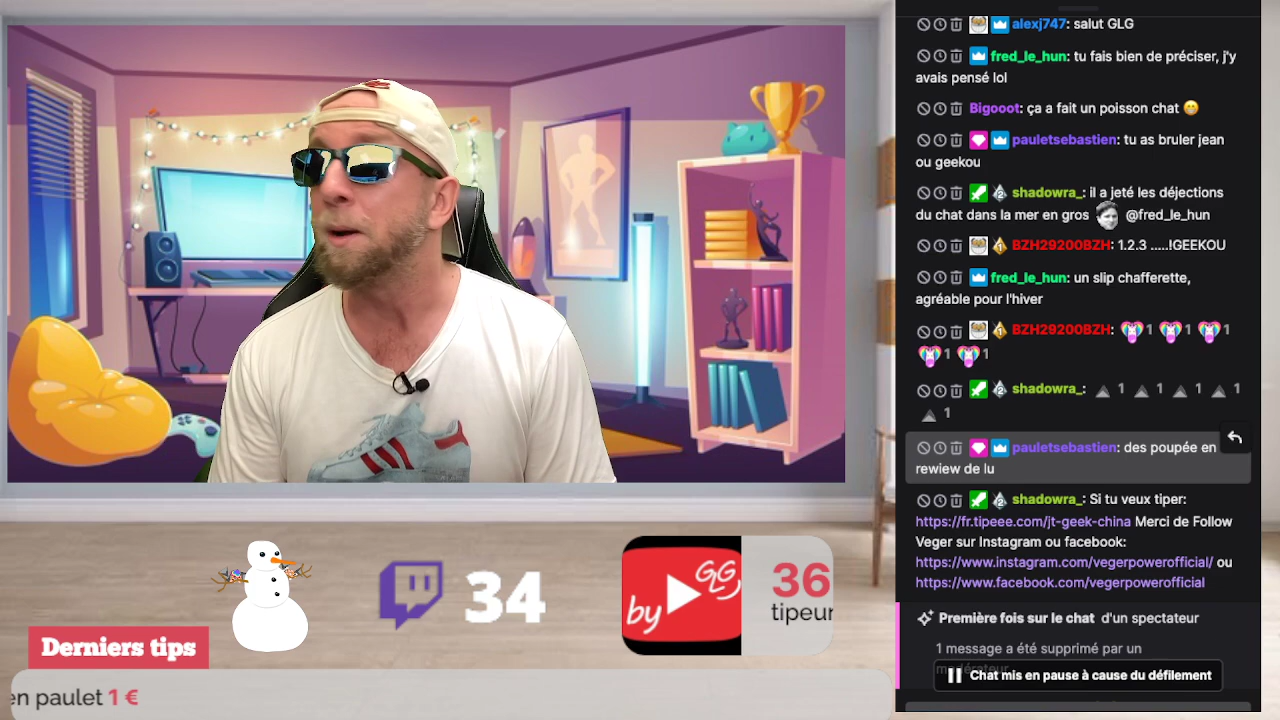 alexj747: salut GLG
fred_le_hun: tu fais bien de préciser, j'y
avais pensé lol
Bigooot: ça a fait un poisson chat
pauletsebastien: tu as bruler jean
ou geekou
shadowra_: il a jeté les déjections
du chat dans la mer en gros @fred_le_hun
BZH29200BZH: 1.2.3 .....!GEEKOU
fred_le_hun: un slip chafferette,
agréable pour l'hiver
BZH29200BZH: 1 1 1
1 1
shadowra_: 1 1 1 1
1
pauletsebastien: des poupée en
rewiew de lu
shadowra_: Si tu veux tiper:
https://fr.tipeee.com/jt-geek-china Merci de Follow
Veger sur Instagram ou facebook:
https://www.instagram.com/vegerpowerofficial/ ou
https://www.facebook.com/vegerpowerofficial
Première fois sur le chat d'un spectateur
1 message a été supprimé par un
modérateur
Chat mis en pause à cause du défilement
34
by GG
36
tipeur
Derniers tips
en paulet 1 €